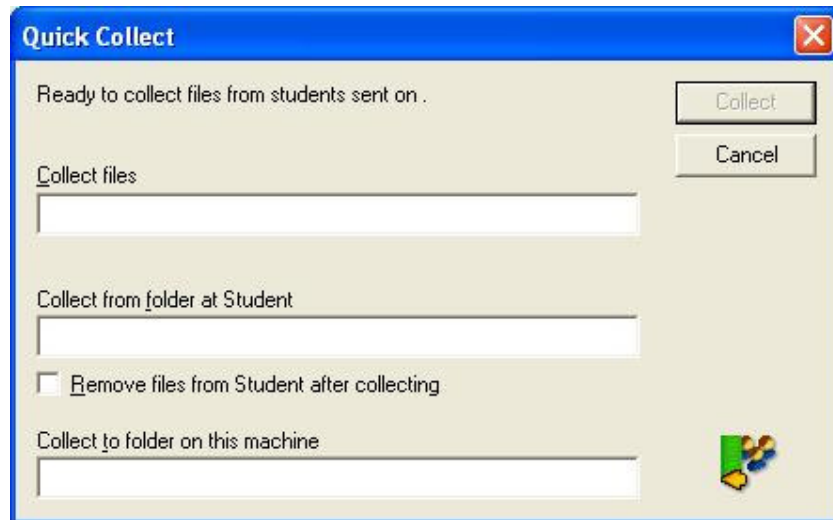 Quick Collect
Ready to collect files from students sent on .
Collect
Cancel
Collect files
Collect from folder at Student
Remove files from Student after collecting
Collect to folder on this machine